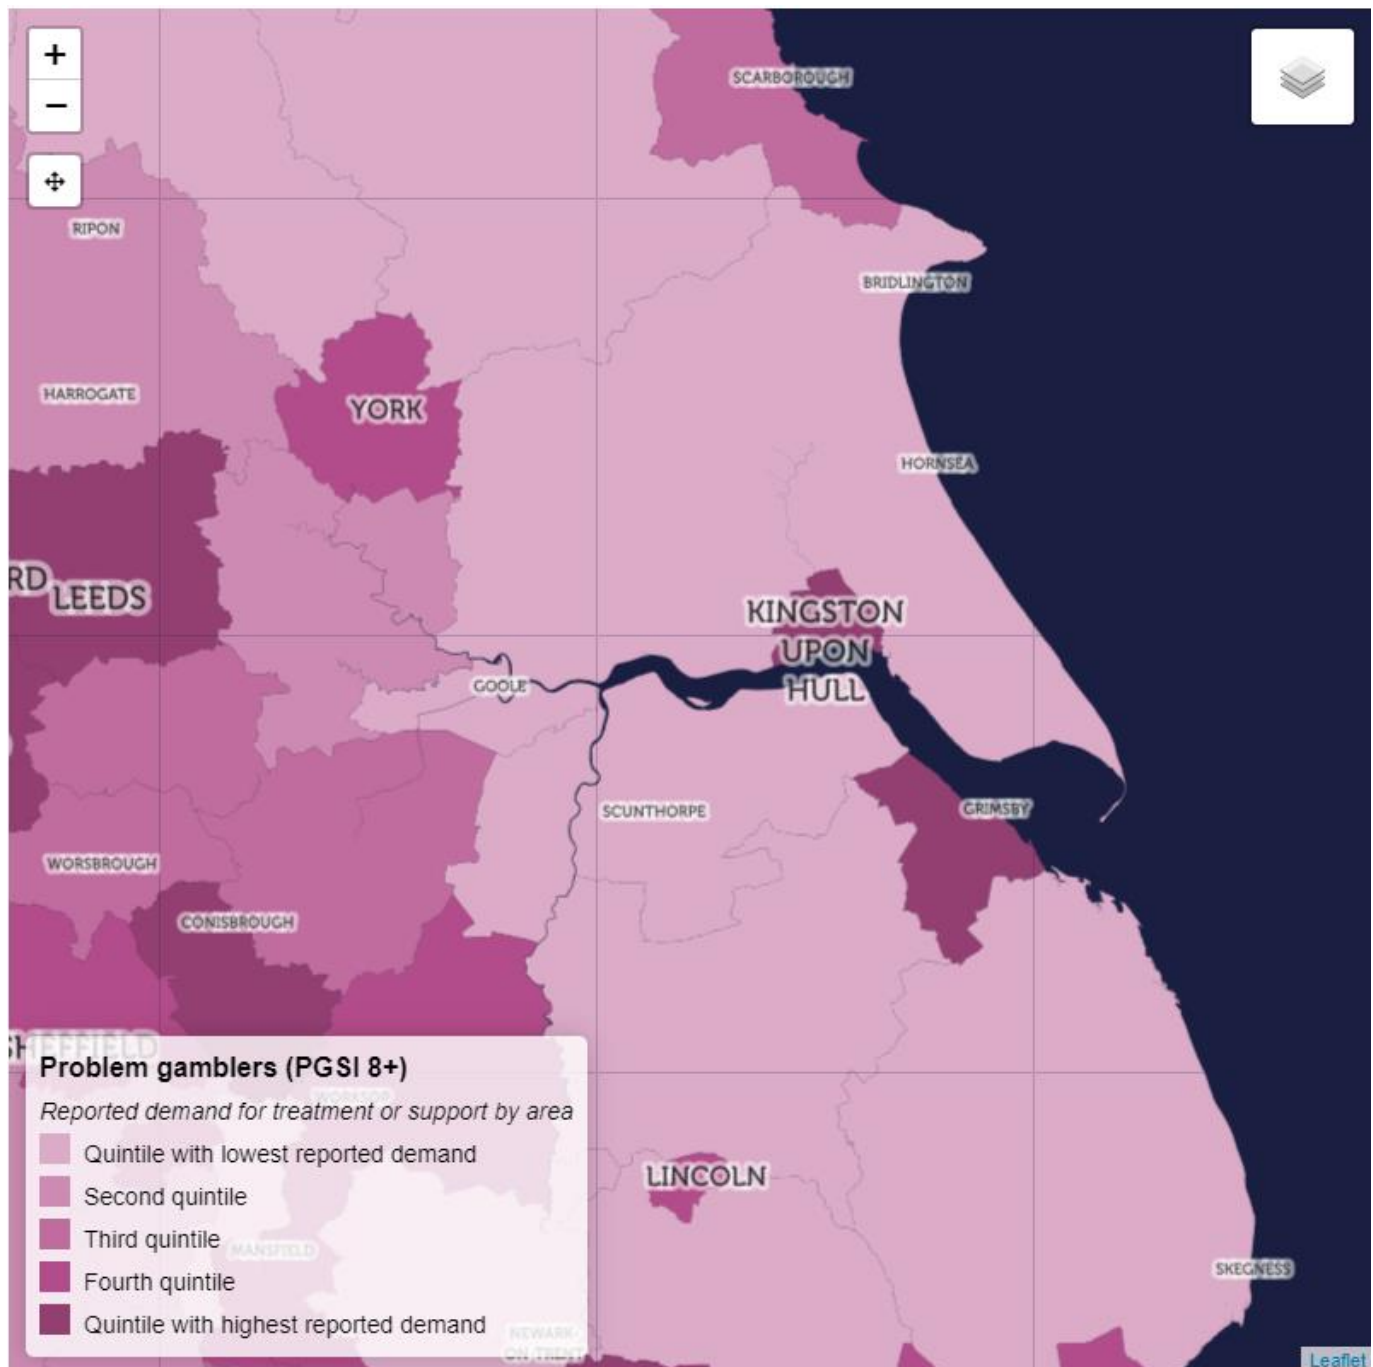 +
SCARBOROUGH
−
RIPON
BRIDLINGTON
HARROGATE
YORK
HORNSEA
RD
LEEDS
KINGSTON
UPON
HULL
GOOLE
SCUNTHORPE
GRIMSBY
WORSBROUGH
CONISBROUGH
SHEFFIELD
Problem gamblers (PGSI 8+)
WORKSOP
Reported demand for treatment or support by area
Quintile with lowest reported demand
LINCOLN
Second quintile
Third quintile
MANSFIELD
SKEGNESS
Fourth quintile
Quintile with highest reported demand
NEWARK-
ON TRENT
Leaflet